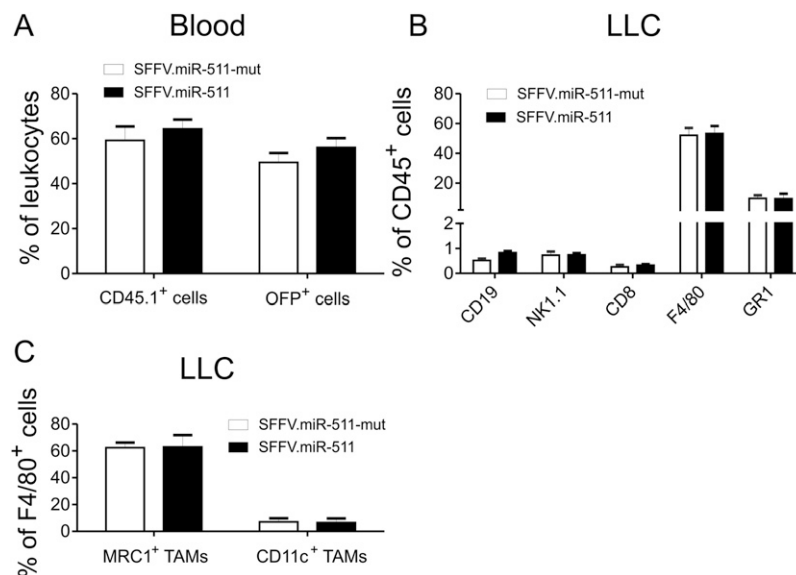 A
Blood
SFFV.miR-511-mut
SFFV.miR-511
% of leukocytes
80
60
40
20
0
CD45.1⁺ cells
OFP⁺ cells
B
LLC
SFFV.miR-511-mut
SFFV.miR-511
% of CD45⁺ cells
80
60
40
20
2
1
0
CD19
NK1.1
CD8
F4/80
GR1
C
LLC
SFFV.miR-511-mut
SFFV.miR-511
% of F4/80⁺ cells
80
60
40
20
0
MRC1⁺ TAMs
CD11c⁺ TAMs